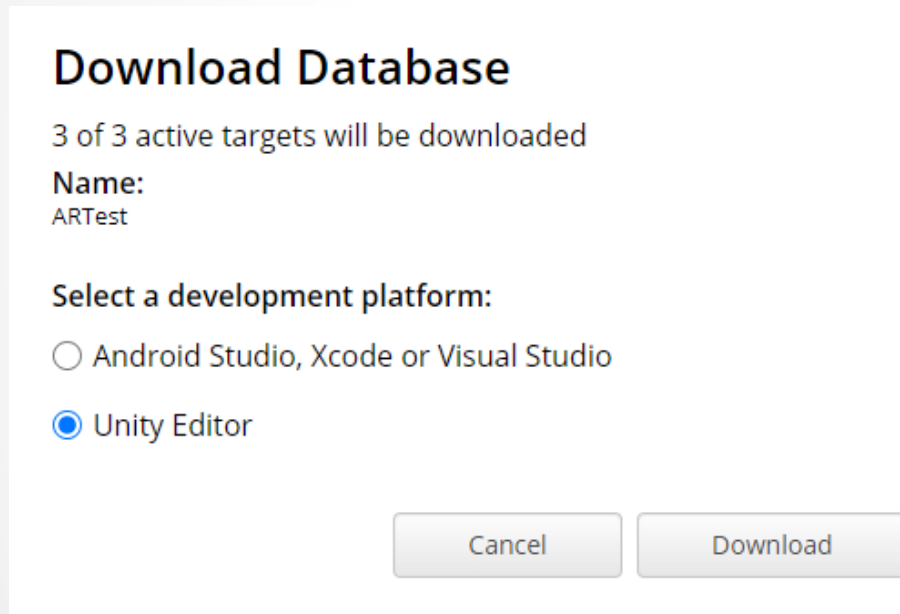 Download Database
3 of 3 active targets will be downloaded
Name:
ARTest
Select a development platform:
Android Studio, Xcode or Visual Studio
Unity Editor
Cancel
Download